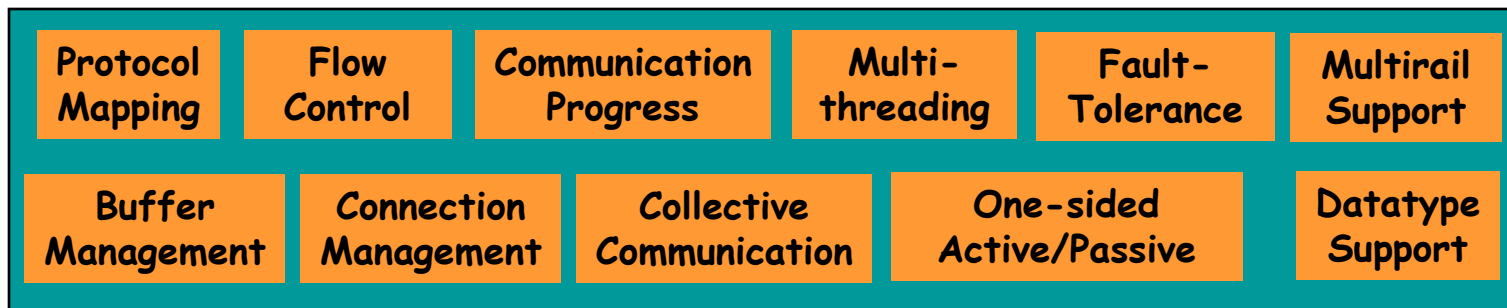 Protocol
Mapping
Flow
Control
Communication
Progress
Multi-
threading
Fault-
Tolerance
Multirail
Support
Buffer
Management
Connection
Management
Collective
Communication
One-sided
Active/Passive
Datatype
Support